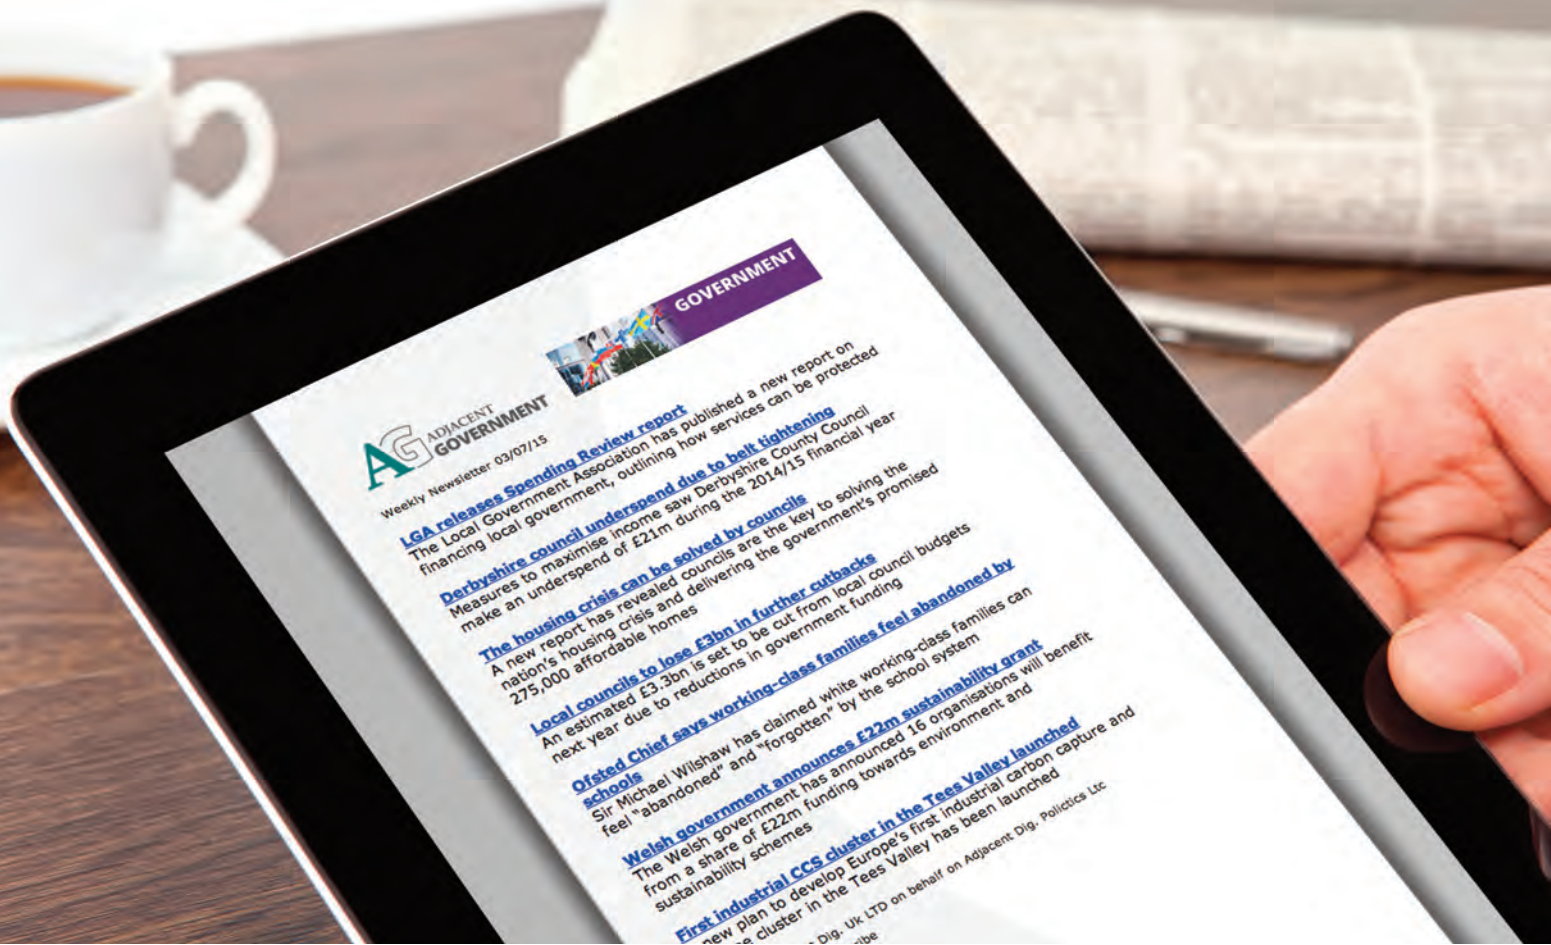 GOVERNMENT
AG ADJACENT
GOVERNMENT
Weekly Newsletter 03/07/15
LGA releases Spending Review report
The Local Government Association has published a new report on
financing local government, outlining how services can be protected
Derbyshire council underspend due to belt tightening
Measures to maximise income saw Derbyshire County Council
make an underspend of £21m during the 2014/15 financial year
The housing crisis can be solved by councils
A new report has revealed councils are the key to solving the
nation's housing crisis and delivering the government's promised
275,000 affordable homes
Local councils to lose £3bn in further cutbacks
An estimated £3.3bn is set to be cut from local council budgets
next year due to reductions in government funding
Ofsted Chief says working-class families feel abandoned by
schools
Sir Michael Wilshaw has claimed white working-class families can
feel "abandoned" and "forgotten" by the school system
Welsh government announces £22m sustainability grant
The Welsh government has announced 16 organisations will benefit
from a share of £22m funding towards environment and
sustainability schemes
First industrial CCS cluster in the Tees Valley launched
new plan to develop Europe's first industrial carbon capture and
cluster in the Tees Valley has been launched
Dig. Uk LTD on behalf on Adjacent Dig. Polictics Ltc